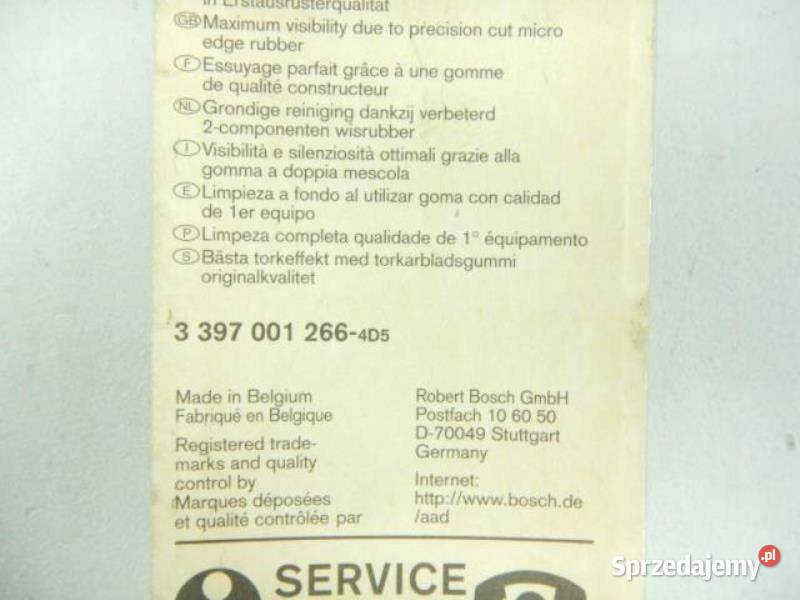 in Erstausrüsterqualität
GB Maximum visibility due to precision cut micro
edge rubber
F Essuyage parfait grâce à une gomme
de qualité constructeur
NL Grondige reiniging dankzij verbeterd
2-componenten wisrubber
I Visibilità e silenziosità ottimali grazie alla
gomma a doppia mescola
E Limpieza a fondo al utilizar goma con calidad
de 1er equipo
P Limpeza completa qualidade de 1° équipamento
S Bästa torkeffekt med torkarbladsgummi
originalkvalitet
3 397 001 266-4D5
Made in Belgium
Fabriqué en Belgique
Registered trade-
marks and quality
control by
Marques déposées
et qualité contrôlée par
Robert Bosch GmbH
Postfach 10 60 50
D-70049 Stuttgart
Germany
Internet:
http://www.bosch.de
/aad
SERVICE
Sprzedajemy.pl